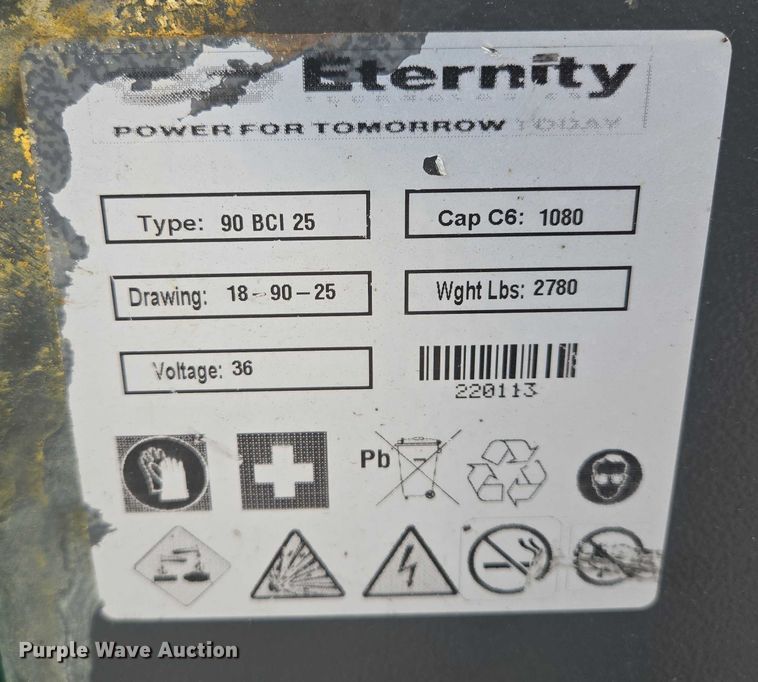 Eternity
POWER FOR TOMORROW TODAY
Type: 90 BCI 25
Cap C6: 1080
Drawing: 18-90-25
Wght Lbs: 2780
Voltage: 36
220113
Pb
Purple Wave Auction